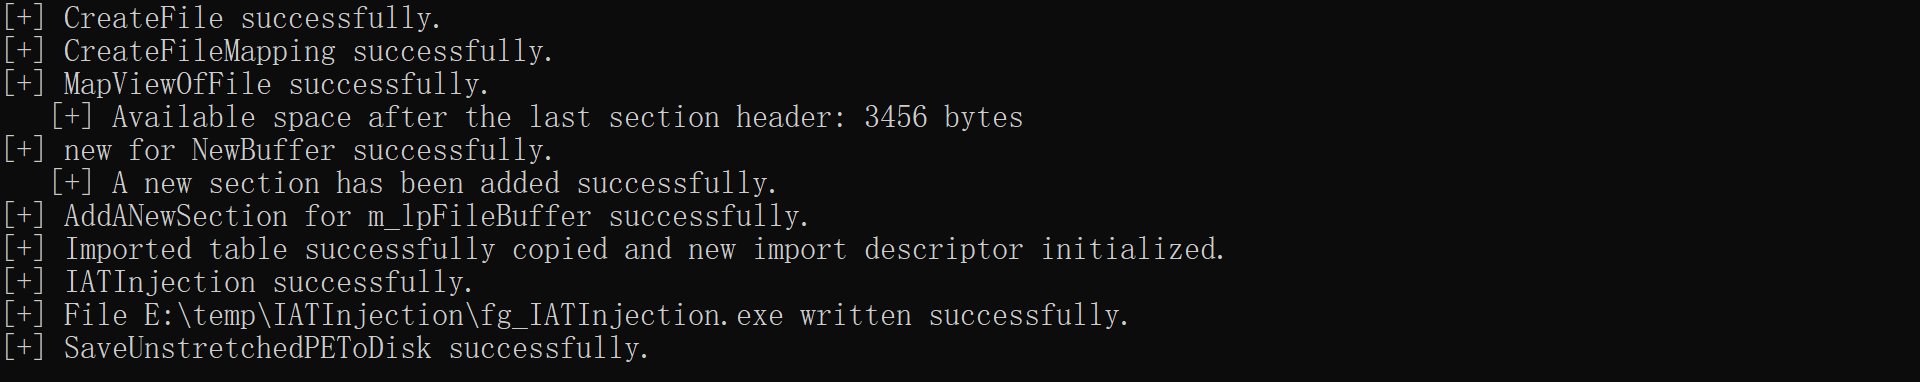 [+] CreateFile successfully.
[+] CreateFileMapping successfully.
[+] MapViewOfFile successfully.
   [+] Available space after the last section header: 3456 bytes
[+] new for NewBuffer successfully.
   [+] A new section has been added successfully.
[+] AddANewSection for m_lpFileBuffer successfully.
[+] Imported table successfully copied and new import descriptor initialized.
[+] IATInjection successfully.
[+] File E:\temp\IATInjection\fg_IATInjection.exe written successfully.
[+] SaveUnstretchedPEToDisk successfully.